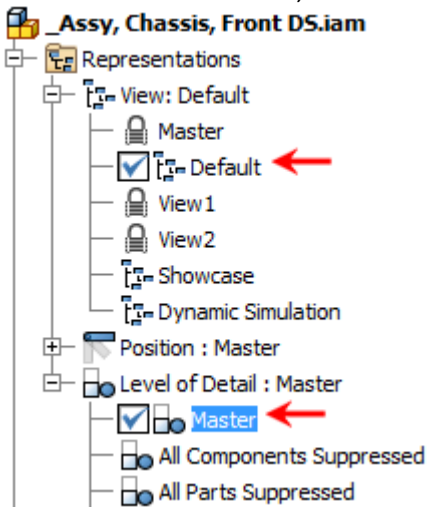 _Assy, Chassis, Front DS.iam
Representations
View: Default
Master
Default
View1
View2
Showcase
Dynamic Simulation
Position : Master
Level of Detail : Master
Master
All Components Suppressed
All Parts Suppressed